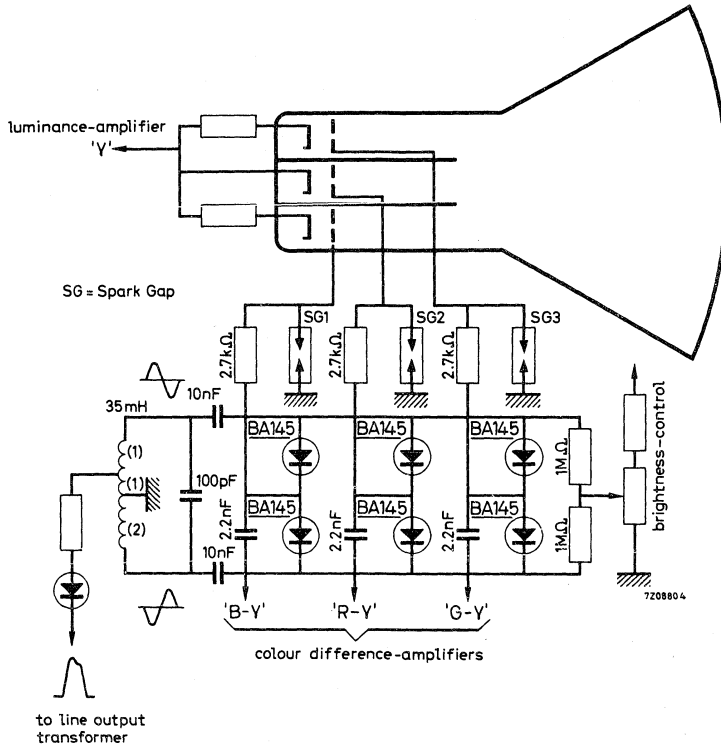 luminance-amplifier
'Y'
SG = Spark Gap
SG1
SG2
SG3
2.7kΩ
2.7kΩ
2.7kΩ
10nF
35mH
BA145
BA145
BA145
(1)
(1)
(2)
100pF
1MΩ
brightness-control
BA145
BA145
BA145
2.2nF
2.2nF
2.2nF
1MΩ
10nF
7Z08804
'B-Y'
'R-Y'
'G-Y'
colour difference-amplifiers
to line output
transformer